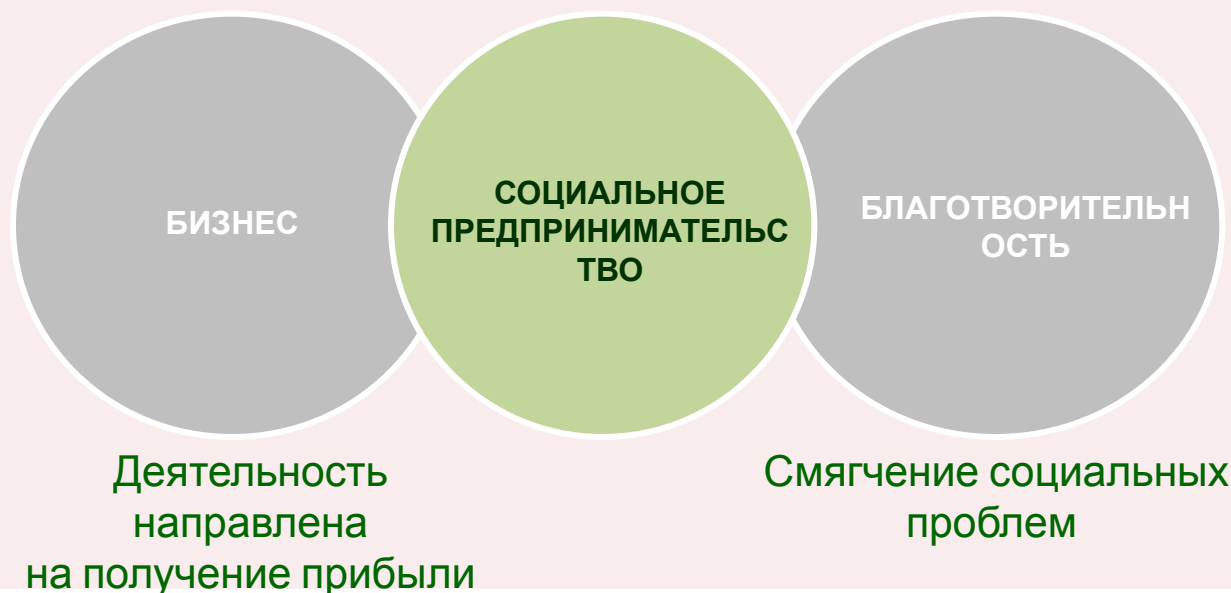 БИЗНЕС
СОЦИАЛЬНОЕ
ПРЕДПРИНИМАТЕЛЬС
ТВО
БЛАГОТВОРИТЕЛЬН
ОСТЬ
Деятельность
направлена
на получение прибыли
Смягчение социальных
проблем